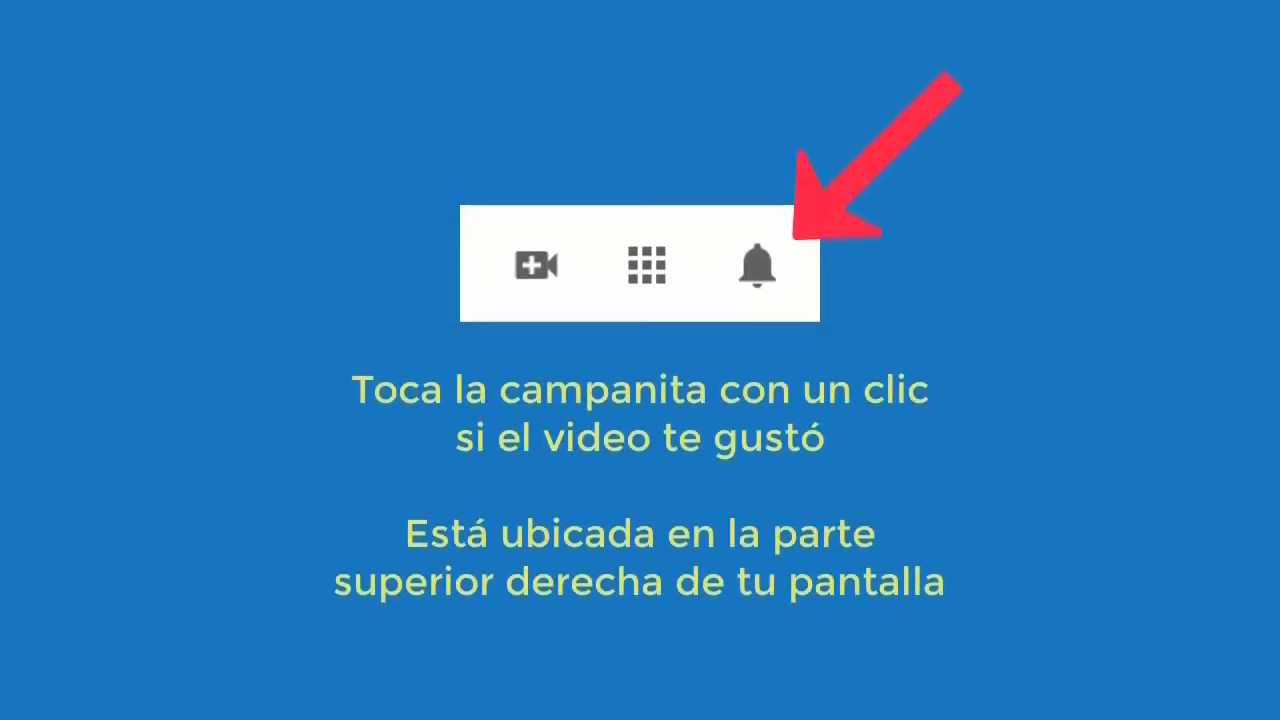 Toca la campanita con un clic
si el video te gustó
Está ubicada en la parte
superior derecha de tu pantalla